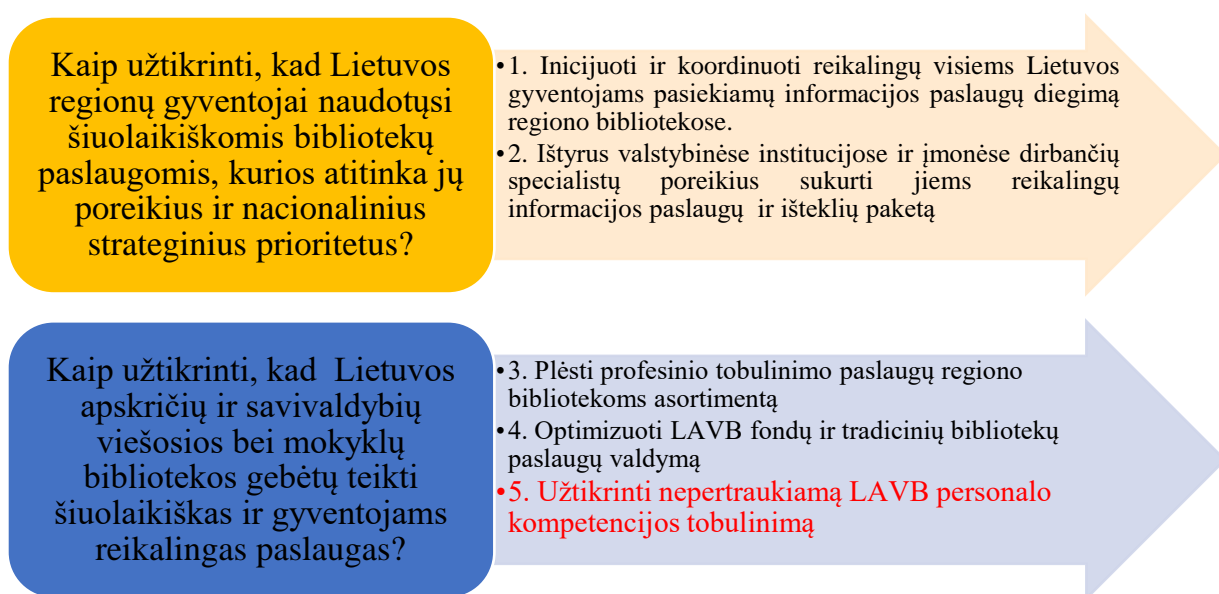 Kaip užtikrinti, kad Lietuvos
regionų gyventojai naudotųsi
šiuolaikiškomis bibliotekų
paslaugomis, kurios atitinka jų
poreikius ir nacionalinius
strateginius prioritetus?
•1. Inicijuoti ir koordinuoti reikalingų visiems Lietuvos
gyventojams pasiekiamų informacijos paslaugų diegimą
regiono bibliotekose.
•2. Ištyrus valstybinėse institucijose ir įmonėse dirbančių
specialistų poreikius sukurti jiems reikalingų
informacijos paslaugų ir išteklių paketą
Kaip užtikrinti, kad Lietuvos
apskričių ir savivaldybių
viešosios bei mokyklų
bibliotekos gebėtų teikti
šiuolaikiškas ir gyventojams
reikalingas paslaugas?
•3. Plėsti profesinio tobulinimo paslaugų regiono
bibliotekoms asortimentą
•4. Optimizuoti LAVB fondų ir tradicinių bibliotekų
paslaugų valdymą
•5. Užtikrinti nepertraukiamą LAVB personalo
kompetencijos tobulinimą